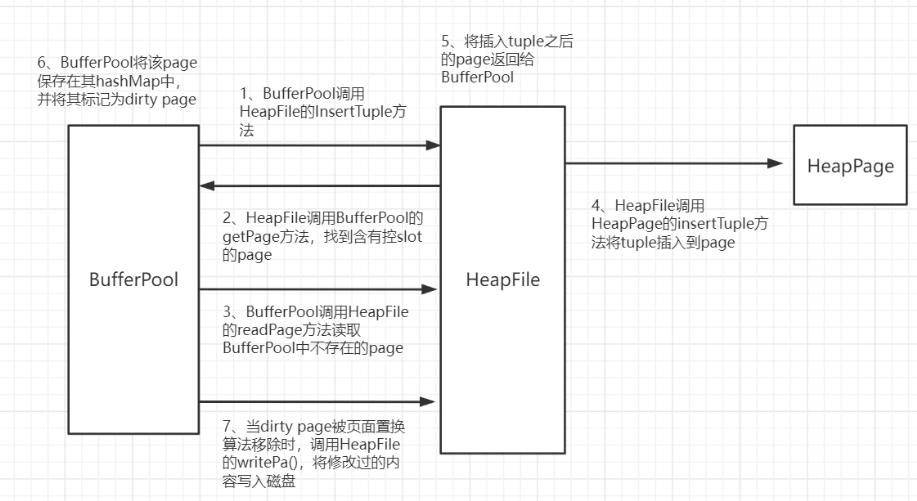 6、BufferPool将该page
保存在其hashMap中,
并将其标记为dirty page
5、将插入tuple之后
的page返回给
BufferPool
1、BufferPool调用
HeapFile的InsertTuple方
法
HeapPage
2、HeapFile调用BufferPool的
getPage方法，找到含有控slot
的page
4、HeapFile调用
HeapPage的insertTuple方
法将tuple插入到page
BufferPool
HeapFile
3、BufferPool调用HeapFile
的readPage方法读取
BufferPool中不存在的page
7、当dirty page被页面置换
算法移除时，调用HeapFile
的writePa()，将修改过的内
容写入磁盘